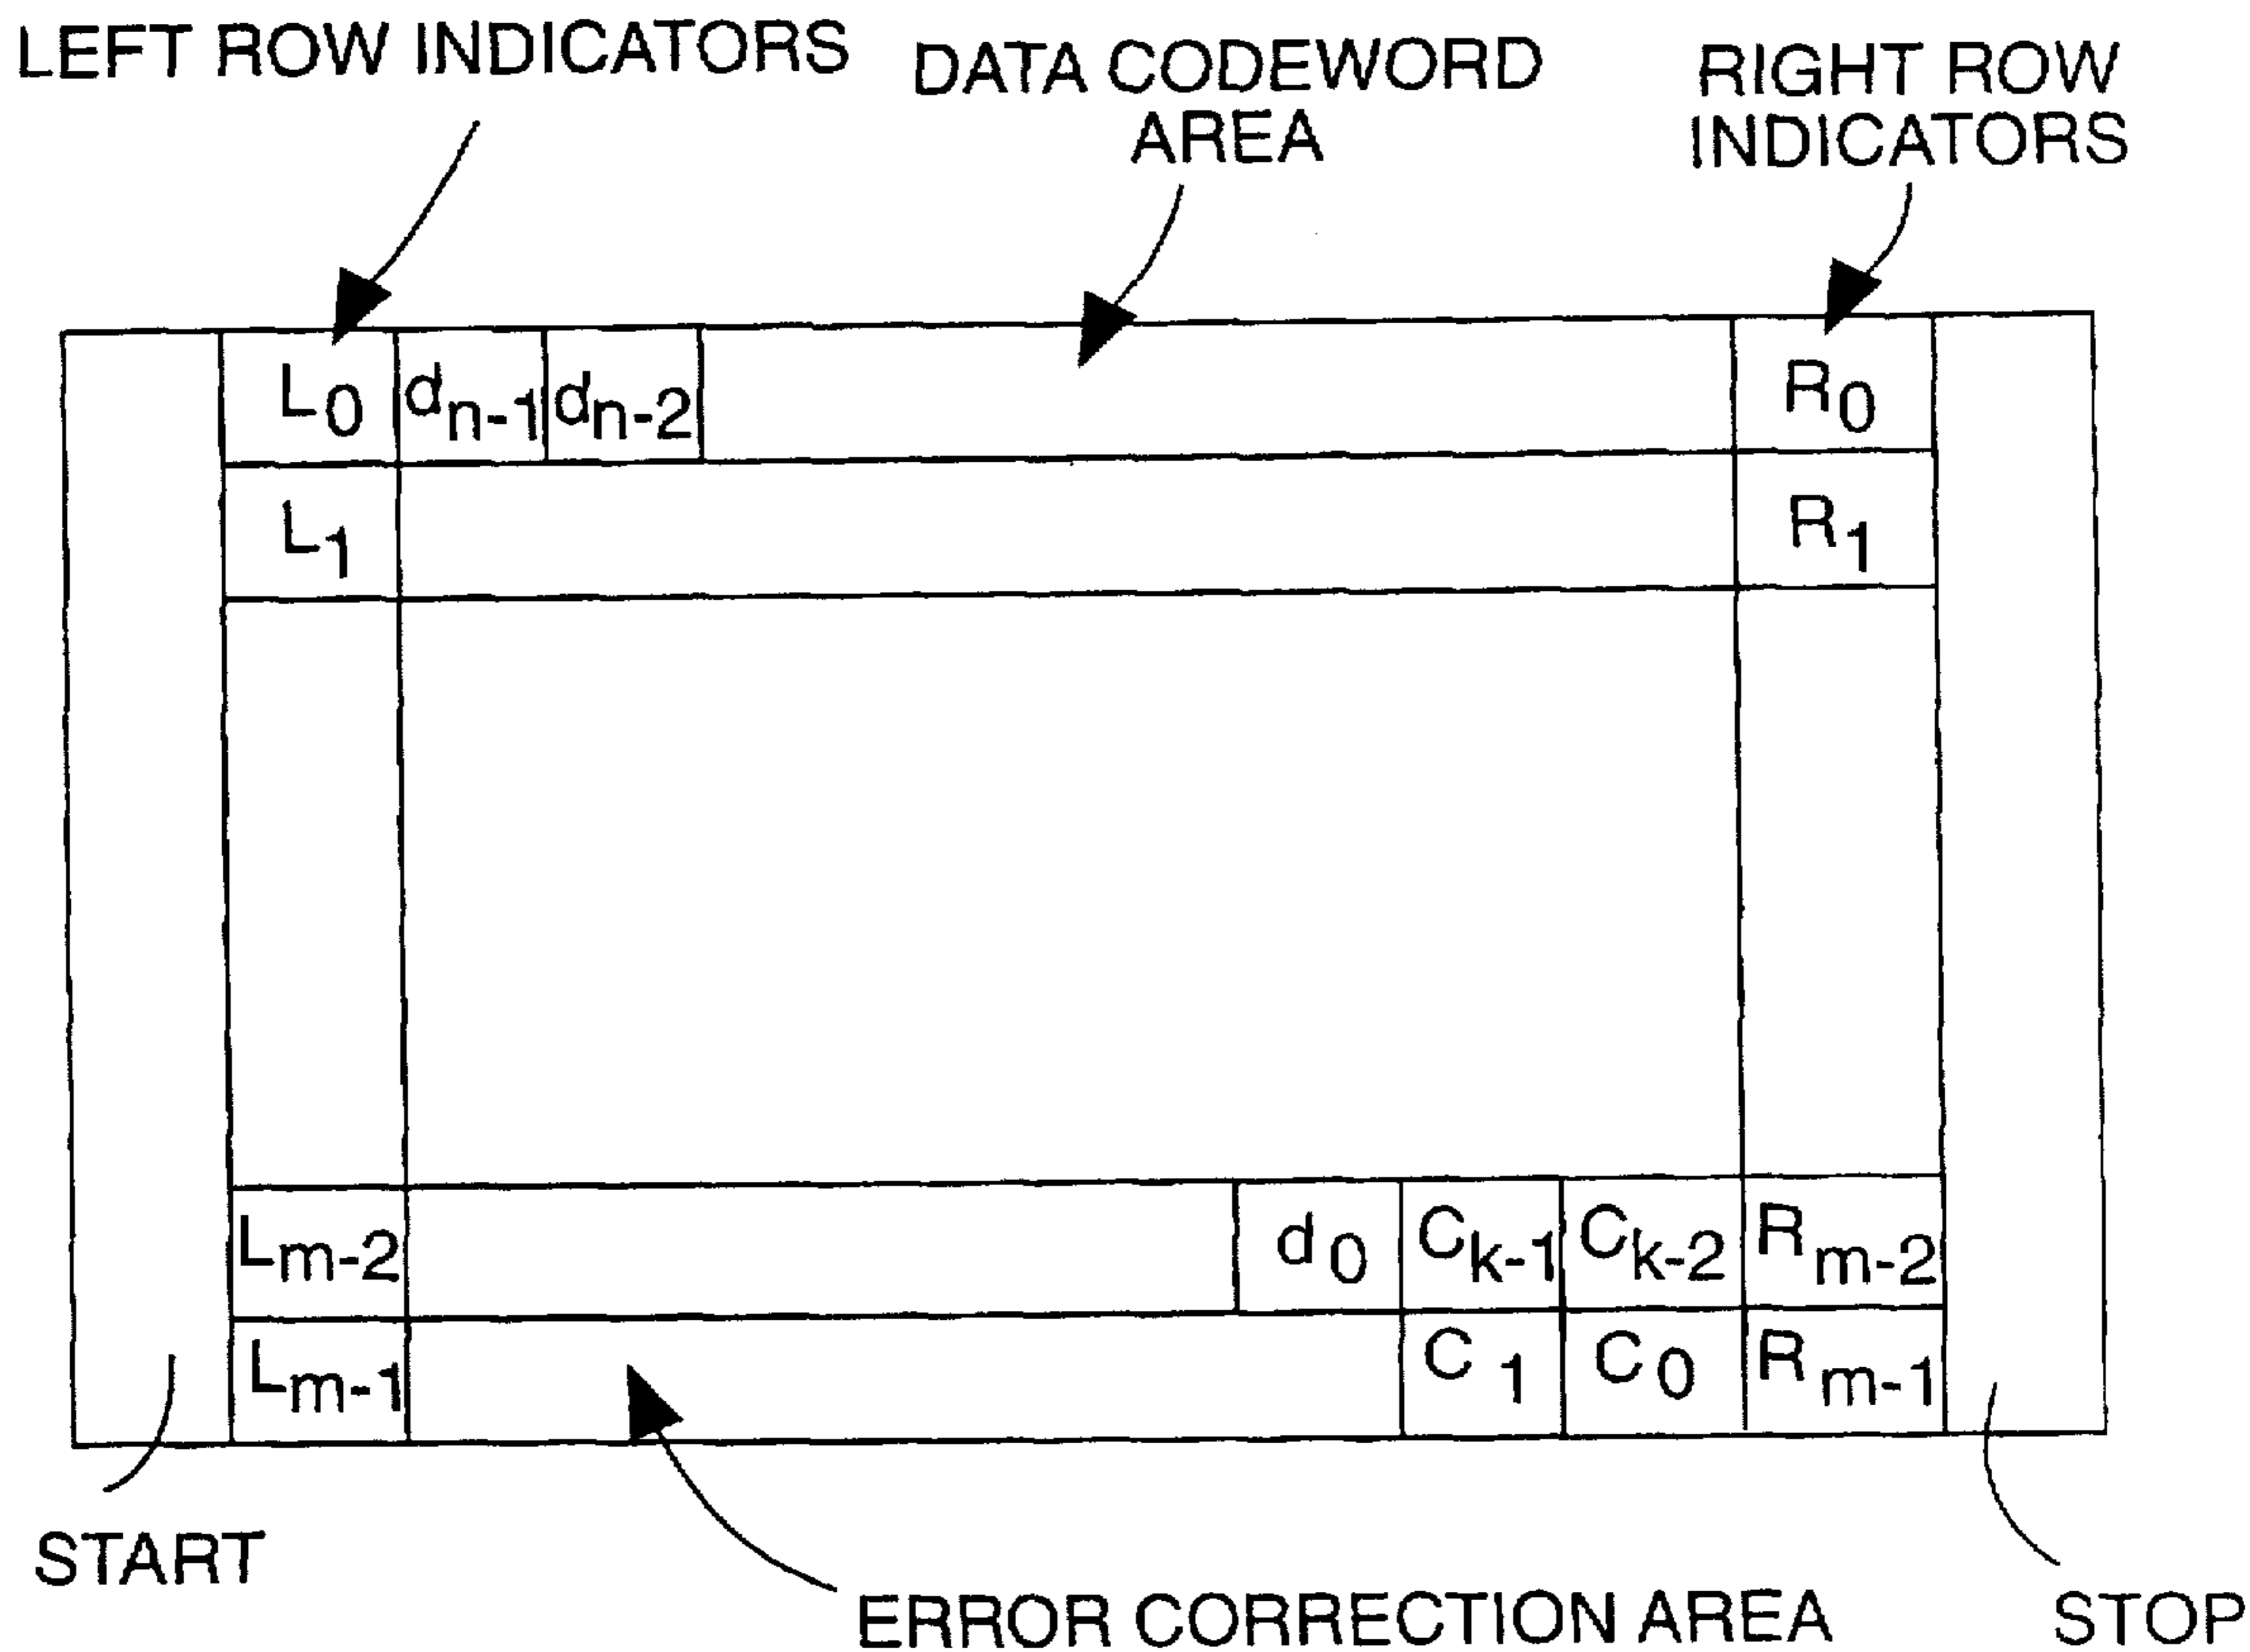 LEFT ROW INDICATORS
DATA CODEWORD
AREA
RIGHT ROW
INDICATORS
L0 dn-1 dn-2 R0
L1 R1
Lm-2 d0 Ck-1 Ck-2 Rm-2
Lm-1 C1 C0 Rm-1
START
ERROR CORRECTION AREA
STOP